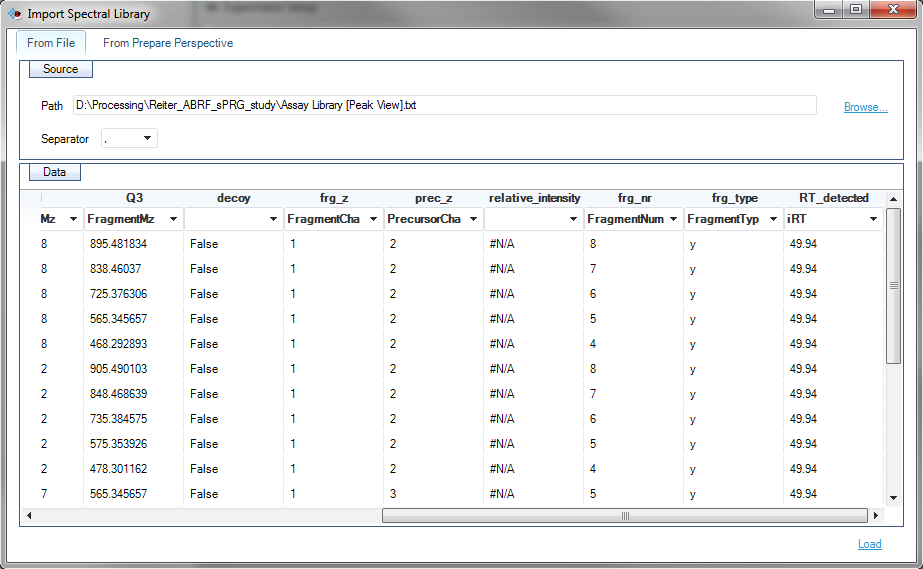 Import Spectral Library
From File From Prepare Perspective
Source
Path D:\Processing\Reiter_ABRF_sPRG_study\Assay Library [Peak View].txt Browse...
Separator ,
Data
Q3 decoy frg_z prec_z relative_intensity frg_nr frg_type RT_detected
Mz FragmentMz FragmentCha PrecursorCha FragmentNum FragmentTyp iRT
8 895.481834 False 1 2 #N/A 8 y 49.94
8 838.46037 False 1 2 #N/A 7 y 49.94
8 725.376306 False 1 2 #N/A 6 y 49.94
8 565.345657 False 1 2 #N/A 5 y 49.94
8 468.292893 False 1 2 #N/A 4 y 49.94
2 905.490103 False 1 2 #N/A 8 y 49.94
2 848.468639 False 1 2 #N/A 7 y 49.94
2 735.384575 False 1 2 #N/A 6 y 49.94
2 575.353926 False 1 2 #N/A 5 y 49.94
2 478.301162 False 1 2 #N/A 4 y 49.94
7 565.345657 False 1 3 #N/A 5 y 49.94
Load